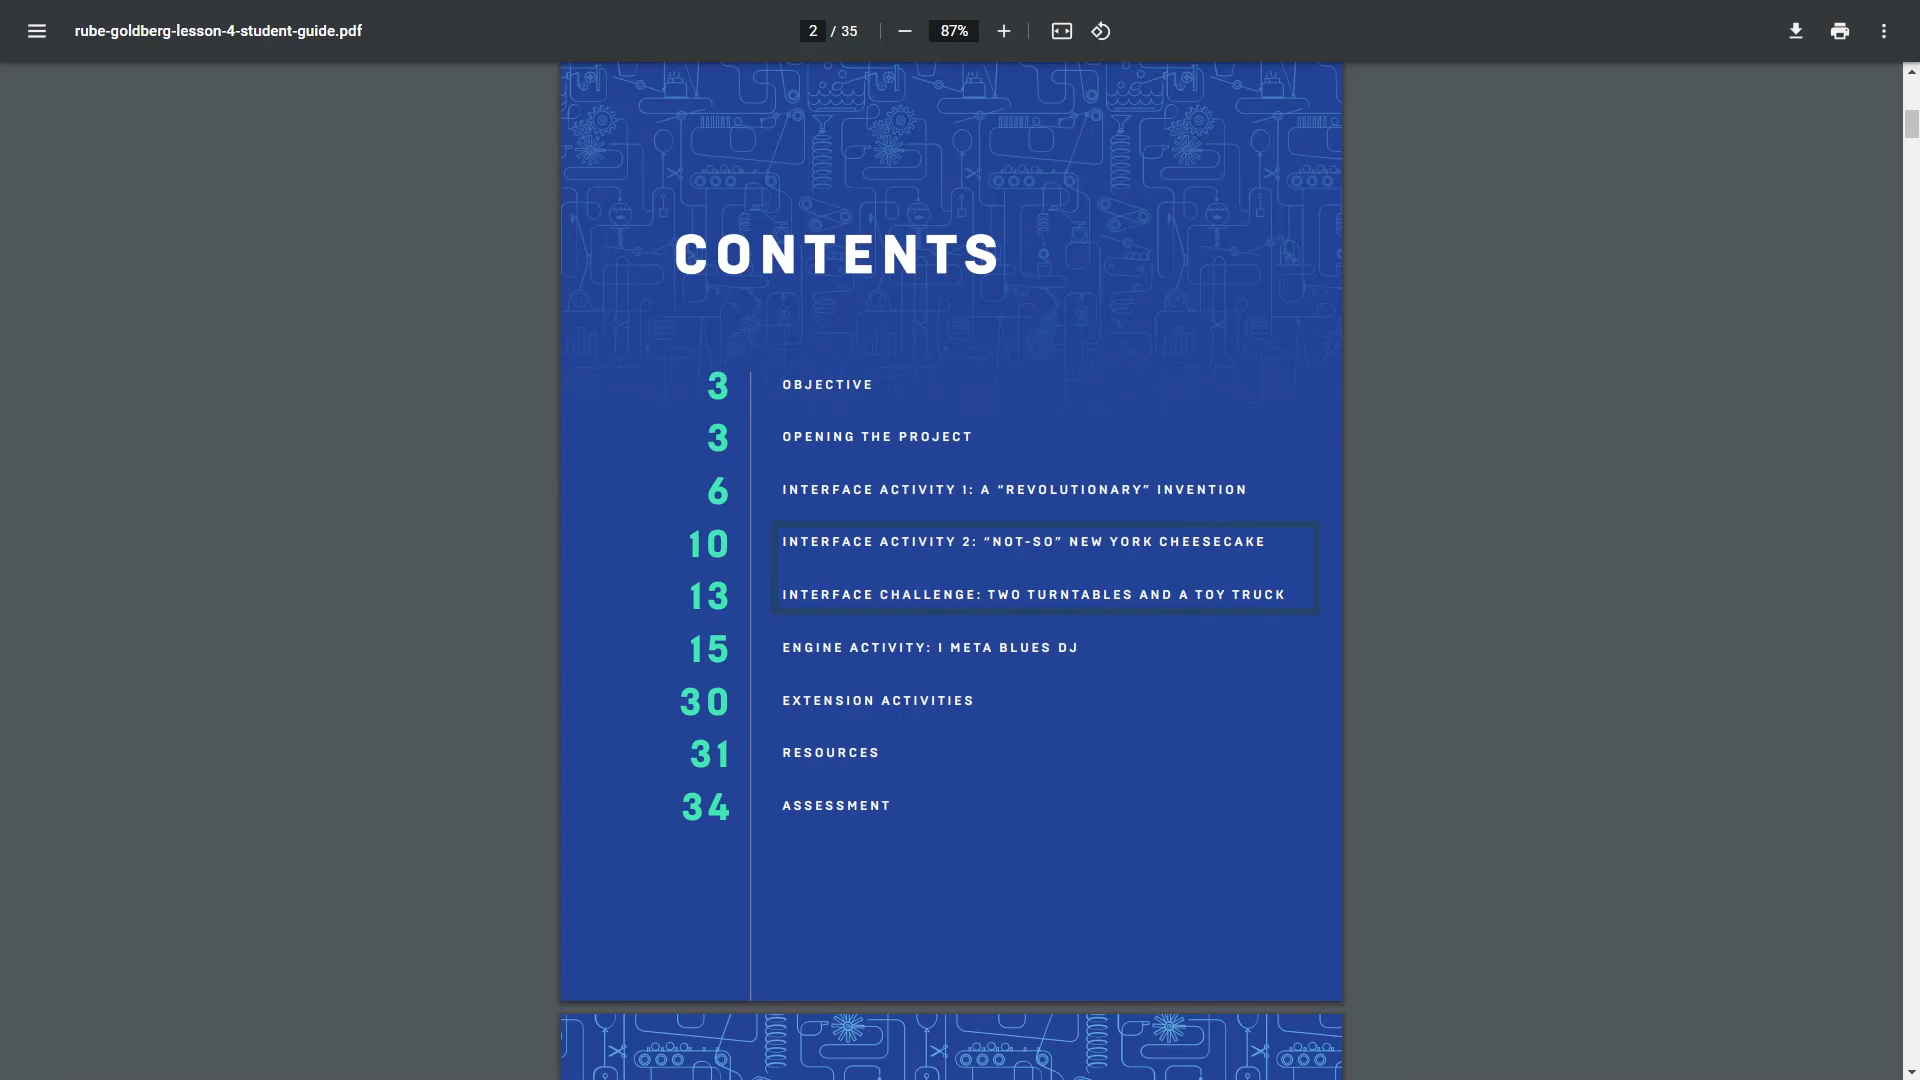 rube-goldberg-lesson-4-student-guide.pdf
2 / 35
87%
CONTENTS
3 OBJECTIVE
3 OPENING THE PROJECT
6 INTERFACE ACTIVITY 1: A “REVOLUTIONARY” INVENTION
10 INTERFACE ACTIVITY 2: “NOT-SO” NEW YORK CHEESECAKE
13 INTERFACE CHALLENGE: TWO TURNTABLES AND A TOY TRUCK
15 ENGINE ACTIVITY: I META BLUES DJ
30 EXTENSION ACTIVITIES
31 RESOURCES
34 ASSESSMENT